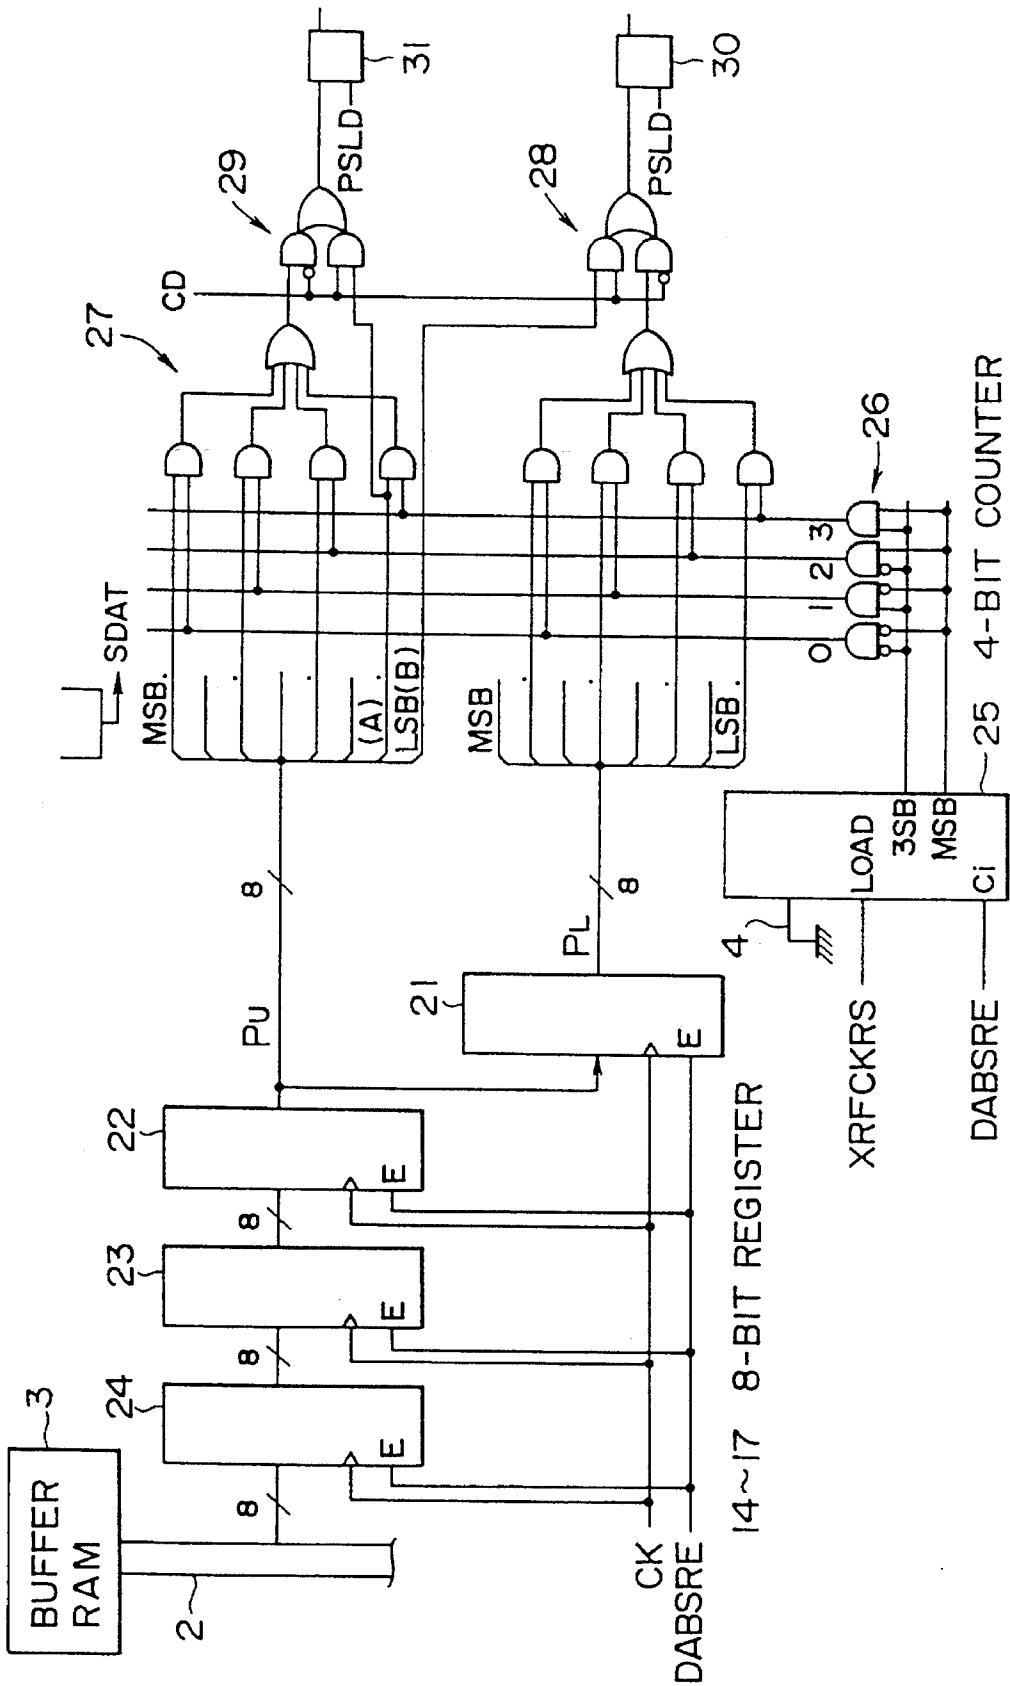 BUFFER
RAM
3
2
8
24
E
8
23
E
8
22
E
PU
8
21
E
PL
8
CK
DABSRE
14~17 8-BIT REGISTER
SDAT
MSB.
(A)
LSB(B)
MSB
LSB.
27
CD
29
28
PSLD
31
PSLD
30
0
1
2
3
26
4
LOAD
3SB
MSB
Ci
25
4-BIT COUNTER
XRFCKRS
DABSRE